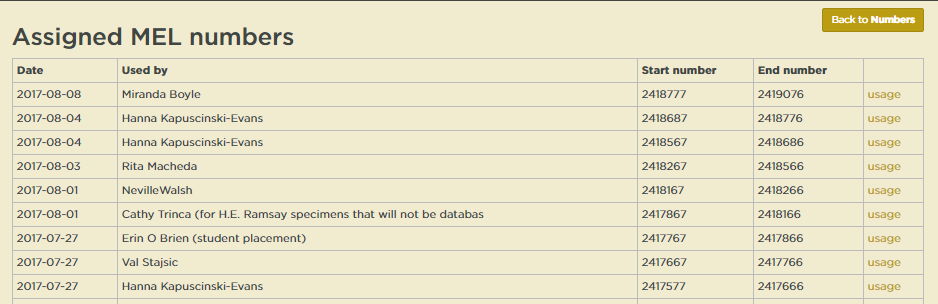 Back to Numbers
Assigned MEL numbers
Date Used by Start number End number
2017-08-08 Miranda Boyle 2418777 2419076 usage
2017-08-04 Hanna Kapuscinski-Evans 2418687 2418776 usage
2017-08-04 Hanna Kapuscinski-Evans 2418567 2418686 usage
2017-08-03 Rita Macheda 2418267 2418566 usage
2017-08-01 NevilleWalsh 2418167 2418266 usage
2017-08-01 Cathy Trinca (for H.E. Ramsay specimens that will not be databas 2417867 2418166 usage
2017-07-27 Erin O Brien (student placement) 2417767 2417866 usage
2017-07-27 Val Stajsic 2417667 2417766 usage
2017-07-27 Hanna Kapuscinski-Evans 2417577 2417666 usage